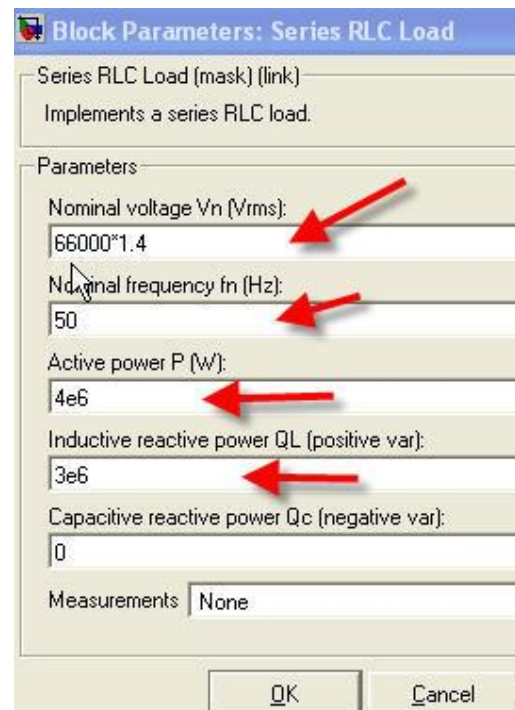 Block Parameters: Series RLC Load
Series RLC Load (mask) (link)
Implements a series RLC load.
Parameters
Nominal voltage Vn (Vrms):
66000*1.4
Nominal frequency fn (Hz):
50
Active power P (W):
4e6
Inductive reactive power QL (positive var):
3e6
Capacitive reactive power Qc (negative var):
0
Measurements None
OK Cancel